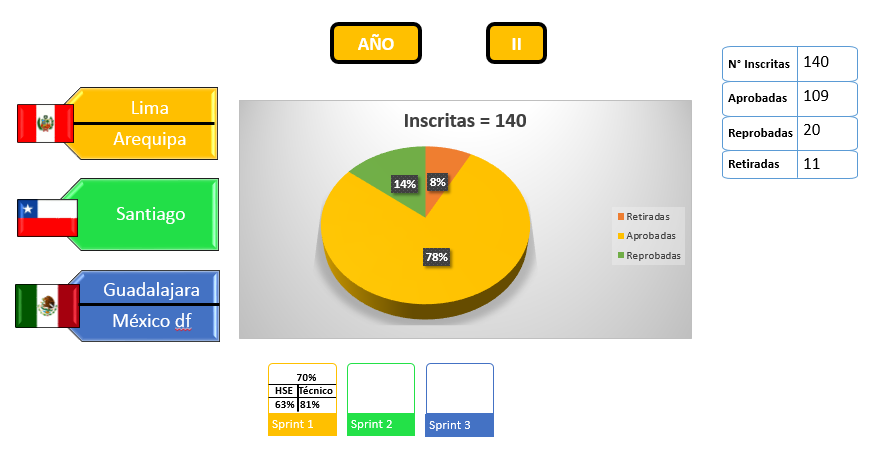 AÑO
II
N° Inscritas 140
Aprobadas 109
Reprobadas 20
Retiradas 11
Lima
Arequipa
Santiago
Guadalajara
México df
Inscritas = 140
14%
8%
78%
Retiradas
Aprobadas
Reprobadas
70%
HSE Técnico
63% 81%
Sprint 1
Sprint 2
Sprint 3